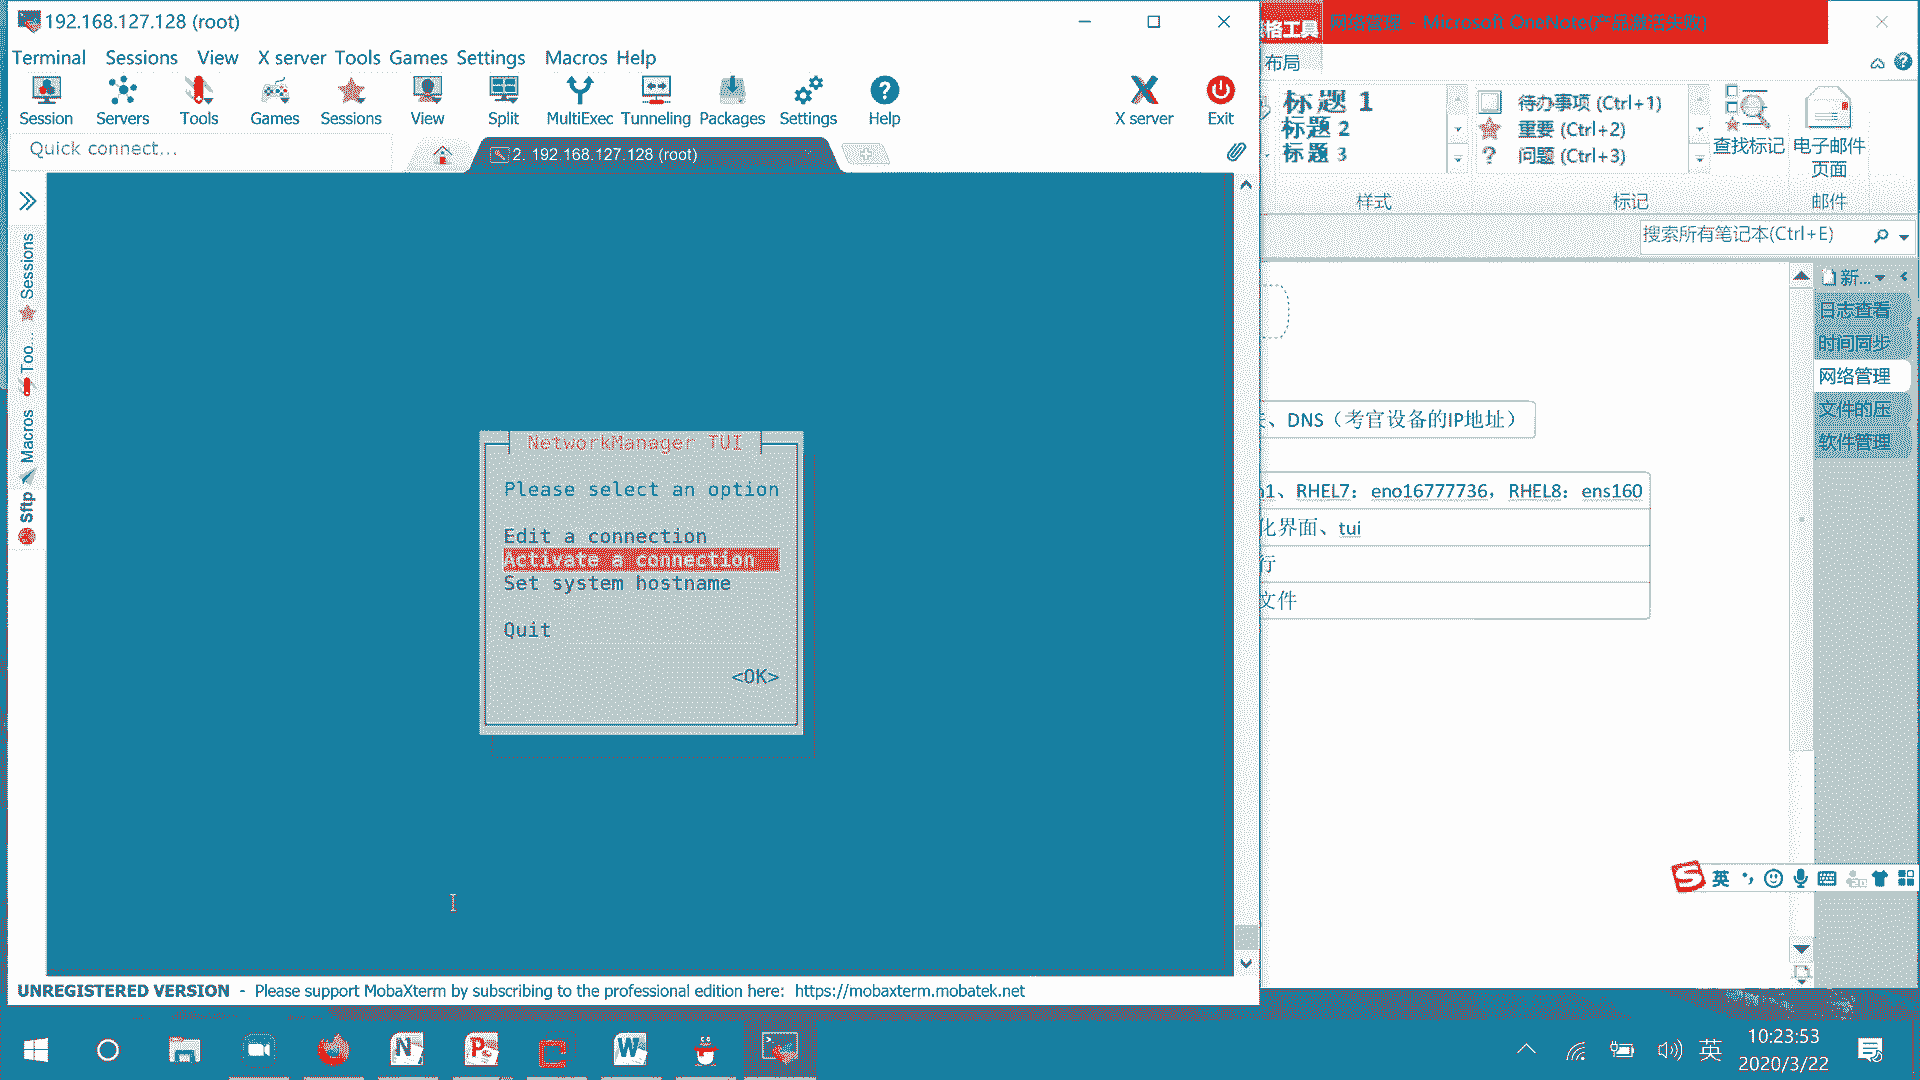 192.168.127.128 (root)
Terminal Sessions View X server Tools Games Settings Macros Help
Session Servers Tools Games Sessions View Split MultiExec Tunneling Packages Settings Help X server Exit
Quick connect...
2. 192.168.127.128 (root)
Sessions
Too...
Macros
Sftp
NetworkManager TUI
Please select an option
Edit a connection
Activate a connection
Set system hostname
Quit
<OK>
UNREGISTERED VERSION - Please support MobaXterm by subscribing to the professional edition here: https://mobaxterm.mobatek.net
格工具
网络管理 - Microsoft OneNote(产品激活失败)
布局
标题 1
标题 2
标题 3
样式
待办事项 (Ctrl+1)
重要 (Ctrl+2)
问题 (Ctrl+3)
标记
查找标记
电子邮件
页面
邮件
搜索所有笔记本(Ctrl+E)
新...
日志查看
时间同步
网络管理
文件的压
软件管理
、DNS（考官设备的IP地址）
1、RHEL7：eno16777736，RHEL8：ens160
化界面、tui
行
文件
英
英
10:23:53
2020/3/22